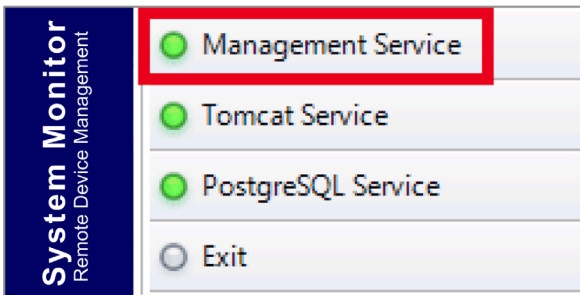 System Monitor
Remote Device Management
Management Service
Tomcat Service
PostgreSQL Service
Exit